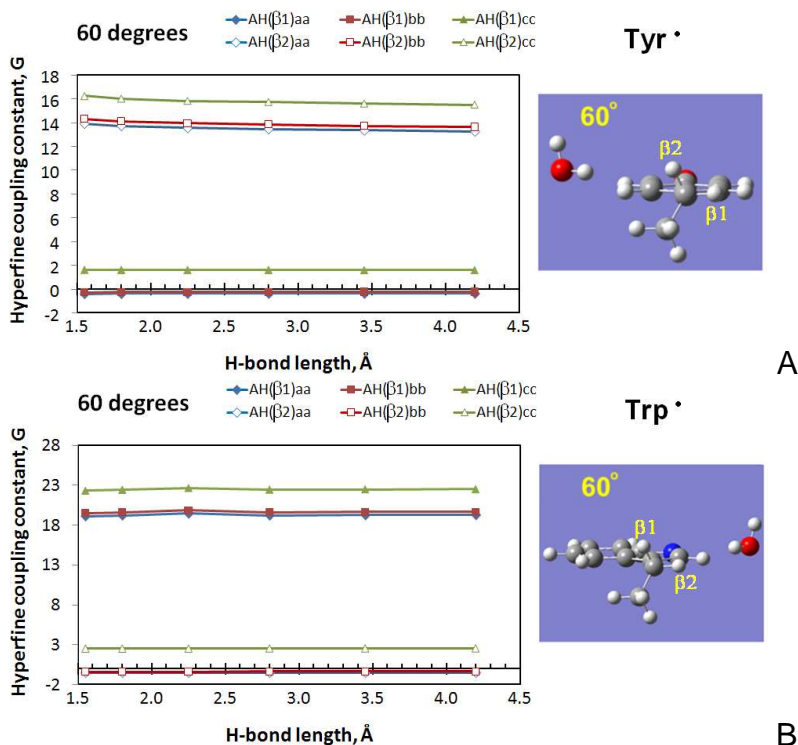 60 degrees
AH(β1)aa AH(β1)bb AH(β1)cc
AH(β2)aa AH(β2)bb AH(β2)cc
Tyr •
Hyperfine coupling constant, G
18
16
14
12
10
8
6
4
2
0
-2
1.5 2.0 2.5 3.0 3.5 4.0 4.5
H-bond length, Å
60°
β2
β1
A
60 degrees
AH(β1)aa AH(β1)bb AH(β1)cc
AH(β2)aa AH(β2)bb AH(β2)cc
Trp •
Hyperfine coupling constant, G
28
23
18
13
8
3
-2
1.5 2.0 2.5 3.0 3.5 4.0 4.5
H-bond length, Å
60°
β1
β2
B